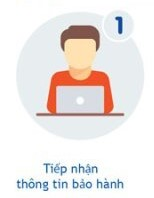 1
Tiếp nhận
thông tin bảo hành